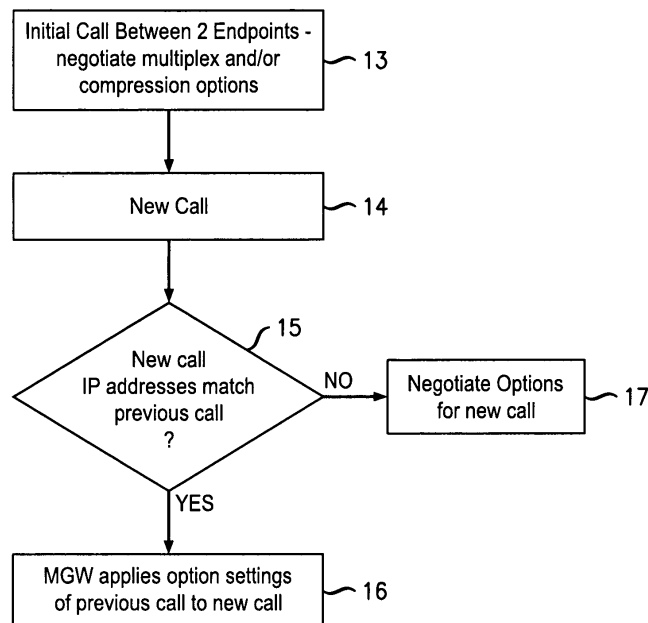 Initial Call Between 2 Endpoints -
negotiate multiplex and/or
compression options
13
New Call
14
15
New call
IP addresses match
previous call
?
NO
Negotiate Options
for new call
17
YES
MGW applies option settings
of previous call to new call
16